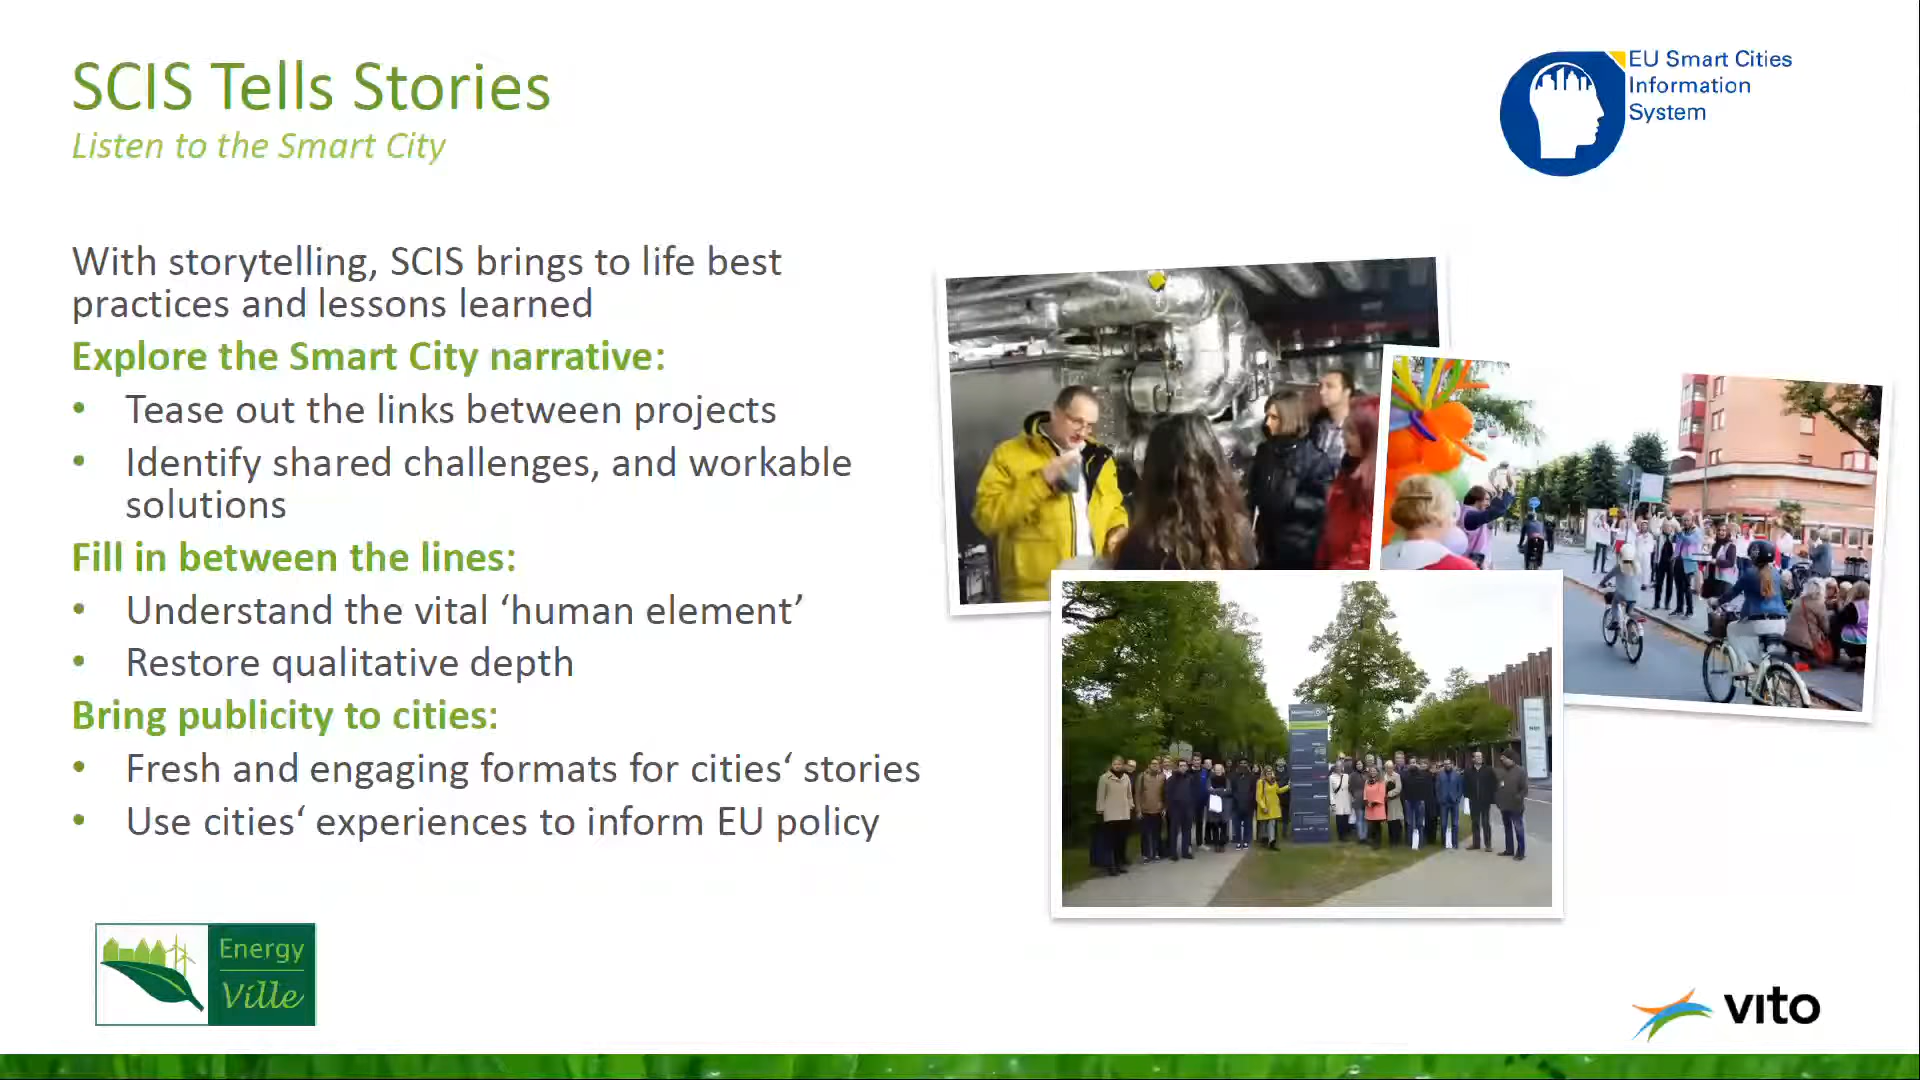 SCIS Tells Stories
Listen to the Smart City
EU Smart Cities
Information
System
With storytelling, SCIS brings to life best
practices and lessons learned
Explore the Smart City narrative:
• Tease out the links between projects
• Identify shared challenges, and workable
solutions
Fill in between the lines:
• Understand the vital ‘human element’
• Restore qualitative depth
Bring publicity to cities:
• Fresh and engaging formats for cities‘ stories
• Use cities‘ experiences to inform EU policy
Energy
Ville
vito